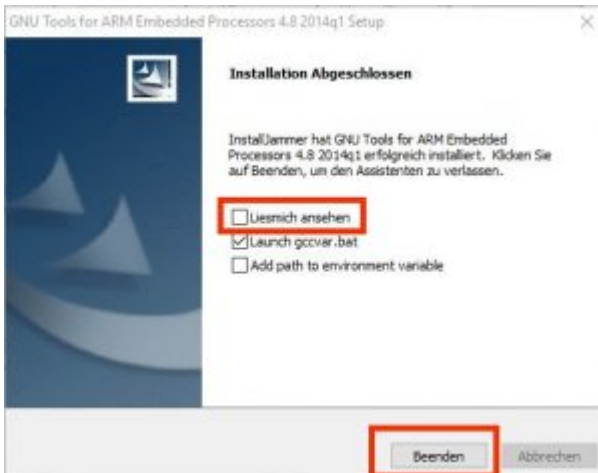 GNU Tools for ARM Embedded Processors 4.8 2014q1 Setup
Installation Abgeschlossen
InstallJammer hat GNU Tools for ARM Embedded
Processors 4.8 2014q1 erfolgreich installiert. Klicken Sie
auf Beenden, um den Assistenten zu verlassen.
Liesmich ansehen
Launch gccvar.bat
Add path to environment variable
Beenden Abbrechen